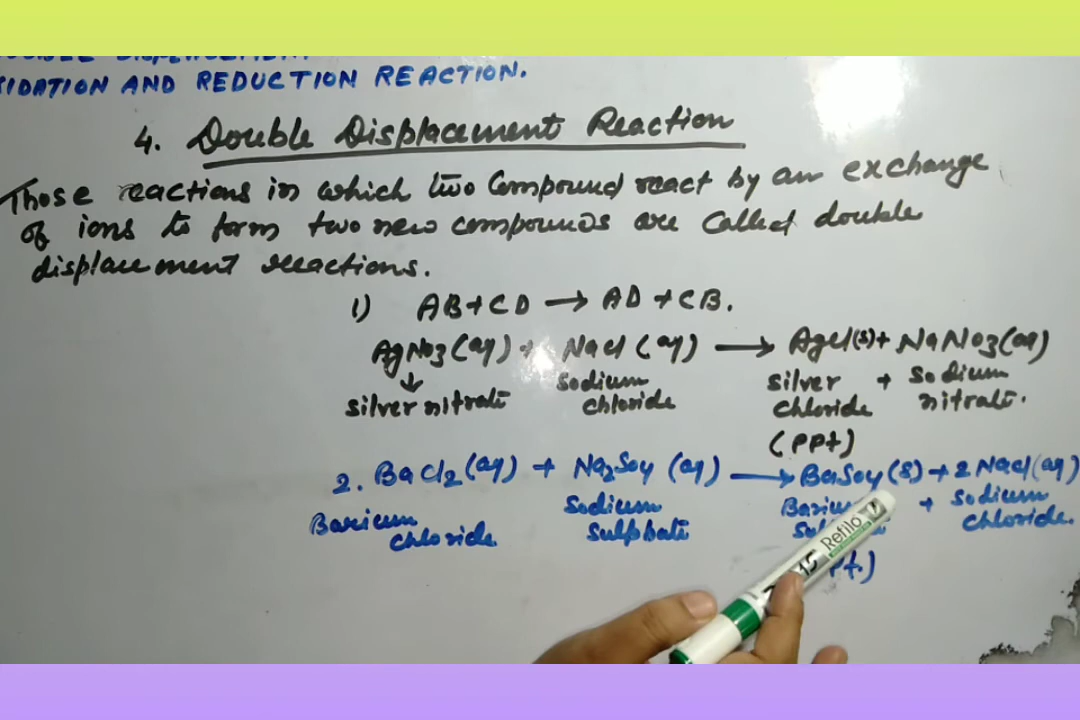 OXIDATION AND REDUCTION REACTION.
4. Double Displacement Reaction
Those reactions in which two Compound react by an exchange
of ions to form two new compounds are called double
displacement reactions.
1) AB+CD → AD+CB.
AgNO3 (aq) + NaCl (aq) → AgCl(s) + NaNO3(aq)
↓
silver nitrate sodium chloride silver chloride + sodium nitrate.
(PPt)
2. BaCl2 (aq) + Na2SO4 (aq) → BaSO4 (s) + 2 NaCl(aq)
Barium chloride Sodium Sulphate + Sodium chloride.
Refilo